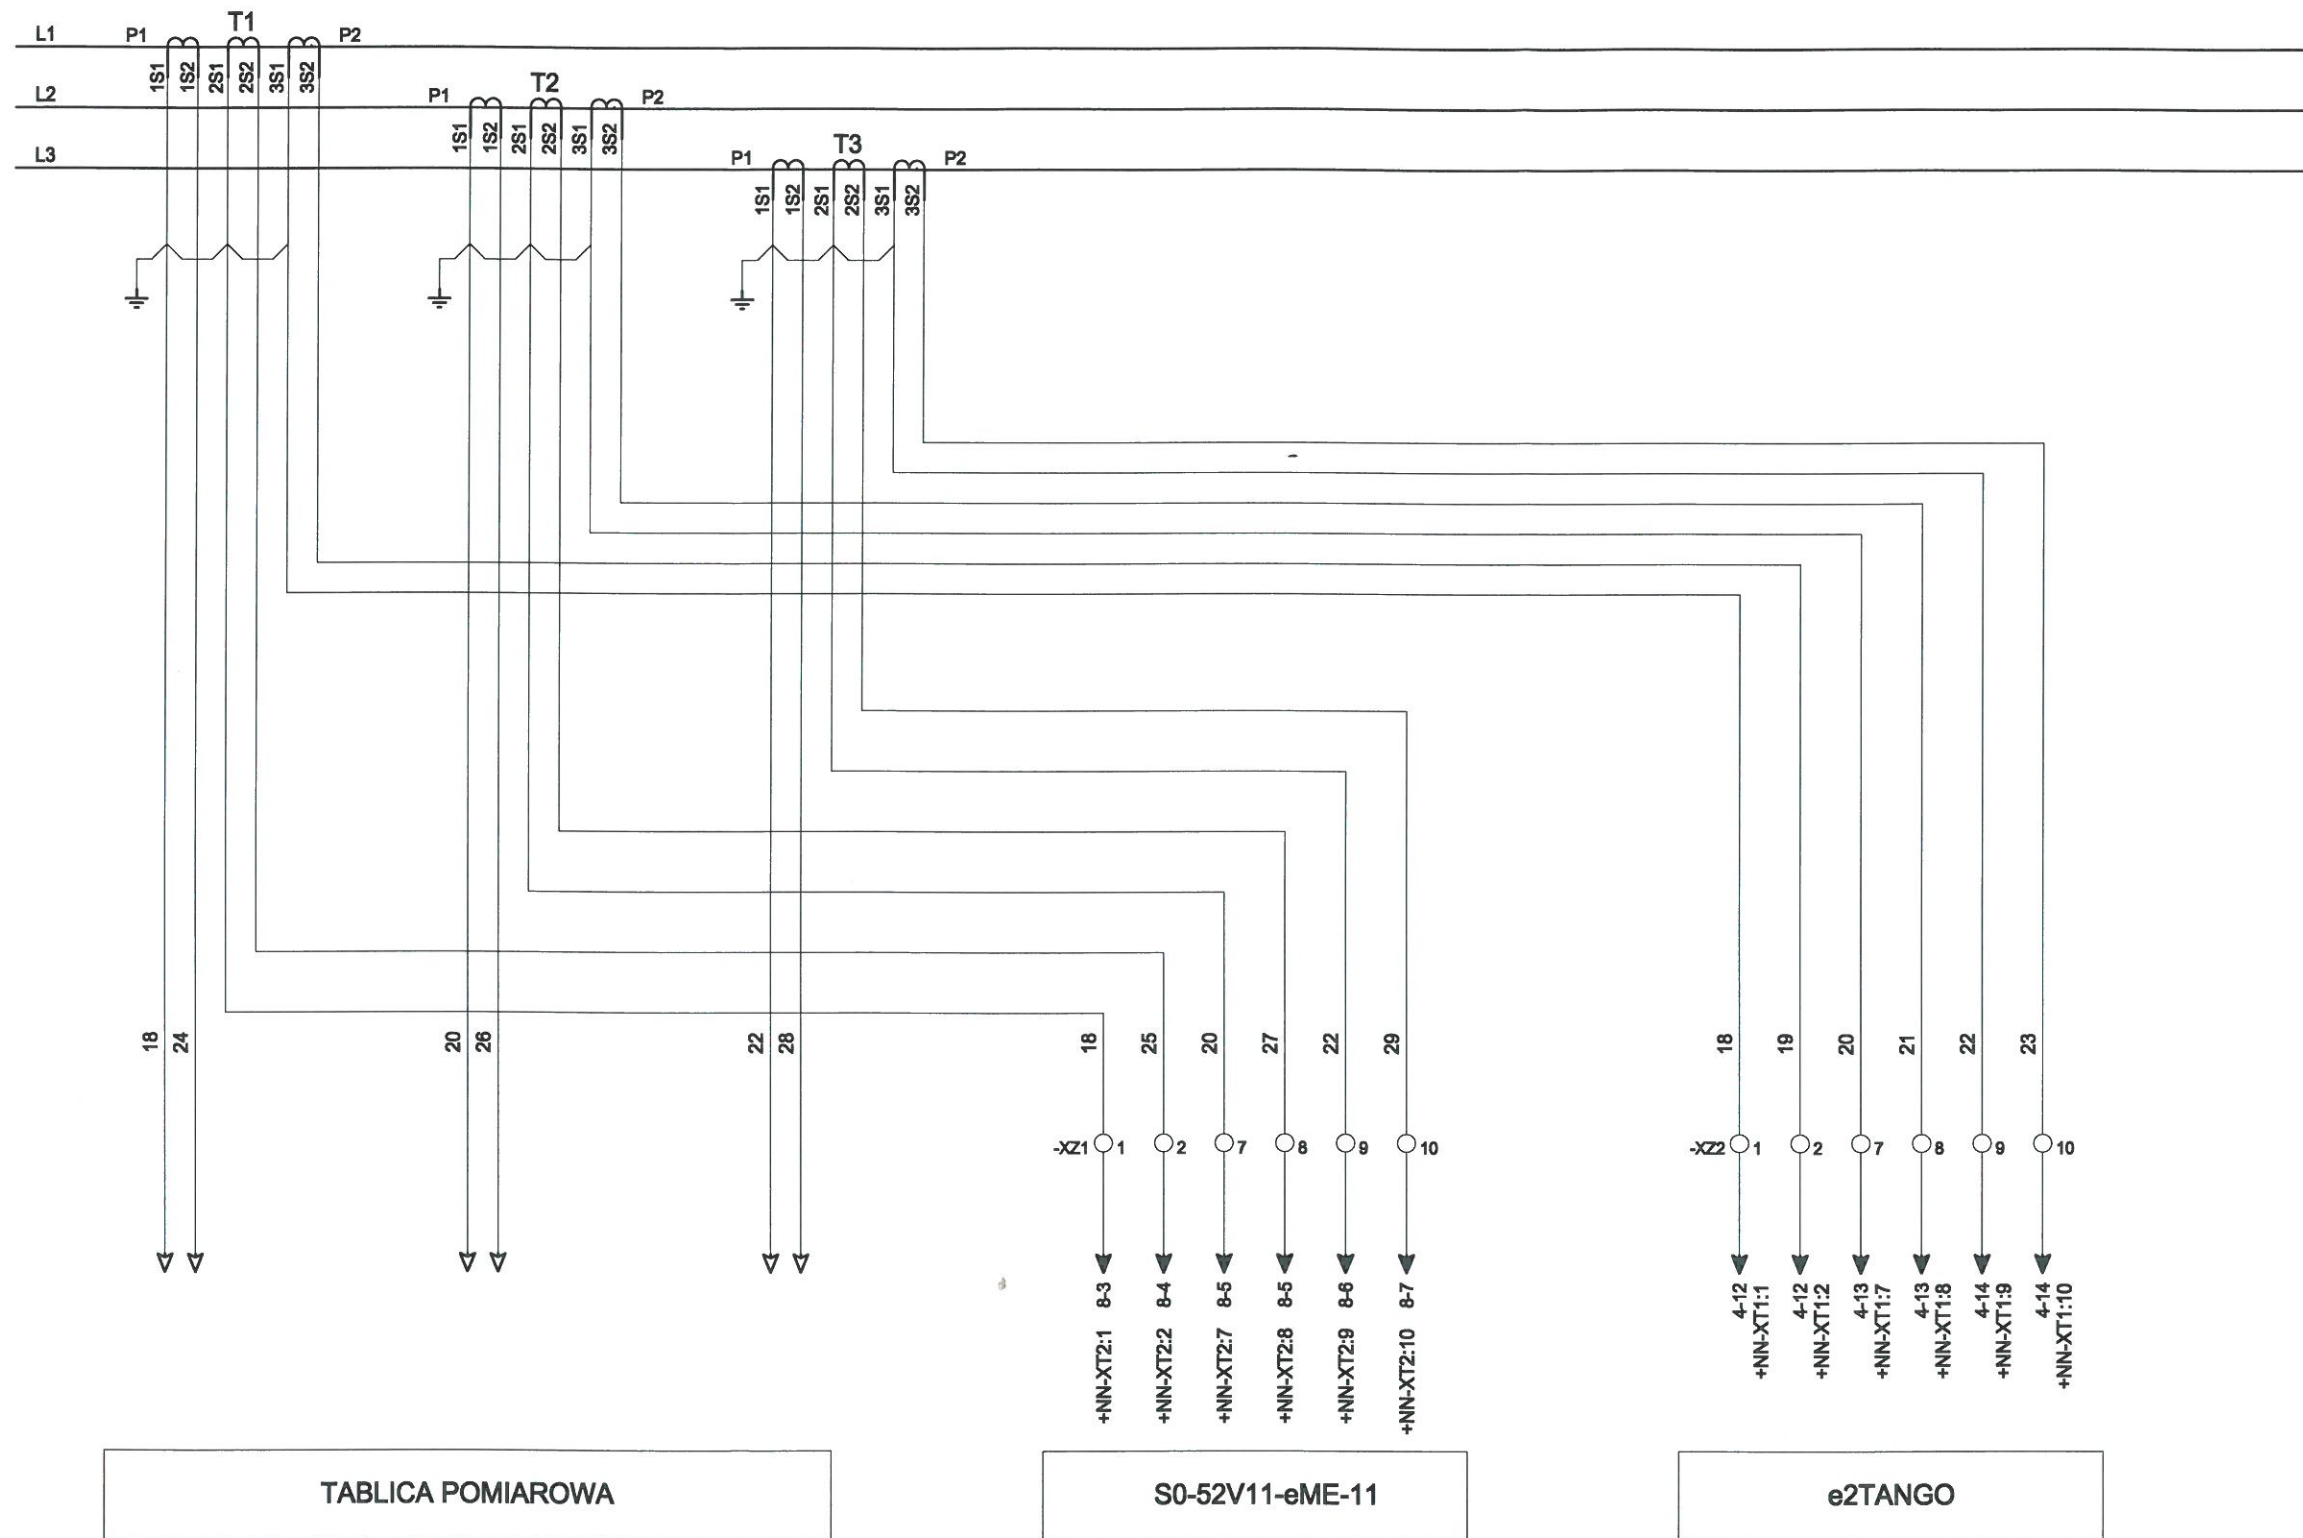 T1
L1 P1 P2
1S1 1S2 2S1 2S2 3S1 3S2
T2
L2 P1 P2
1S1 1S2 2S1 2S2 3S1 3S2
T3
L3 P1 P2
1S1 1S2 2S1 2S2 3S1 3S2
18 24 20 26 22 28 18 25 20 27 22 29 18 19 20 21 22 23
-XZ1 1 2 7 8 9 10 -XZ2 1 2 7 8 9 10
8-3 8-4 8-5 8-5 8-6 8-7 4-12 4-12 4-13 4-13 4-14 4-14
+NN-XT2:1 +NN-XT2:2 +NN-XT2:7 +NN-XT2:8 +NN-XT2:9 +NN-XT2:10 +NN-XT1:1 +NN-XT1:2 +NN-XT1:7 +NN-XT1:8 +NN-XT1:9 +NN-XT1:10
TABLICA POMIAROWA
S0-52V11-eME-11
e2TANGO